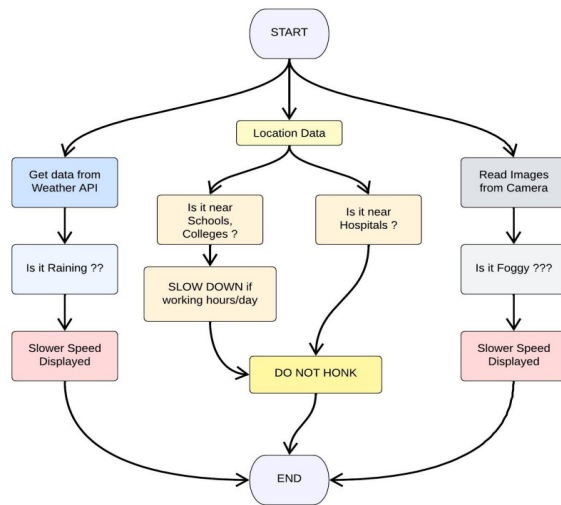 START
Location Data
Get data from
Weather API
Is it near
Schools,
Colleges ?
Is it near
Hospitals ?
Read Images
from Camera
Is it Raining ??
SLOW DOWN if
working hours/day
Is it Foggy ???
Slower Speed
Displayed
DO NOT HONK
Slower Speed
Displayed
END